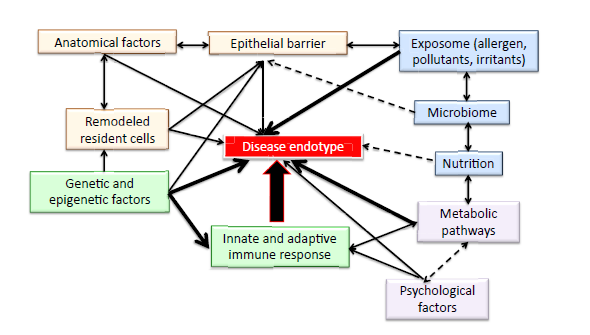 Anatomical factors
Epithelial barrier
Exposome (allergen,
pollutants, irritants)
Microbiome
Remodeled
resident cells
Disease endotype
Nutrition
Genetic and
epigenetic factors
Metabolic
pathways
Innate and adaptive
immune response
Psychological
factors